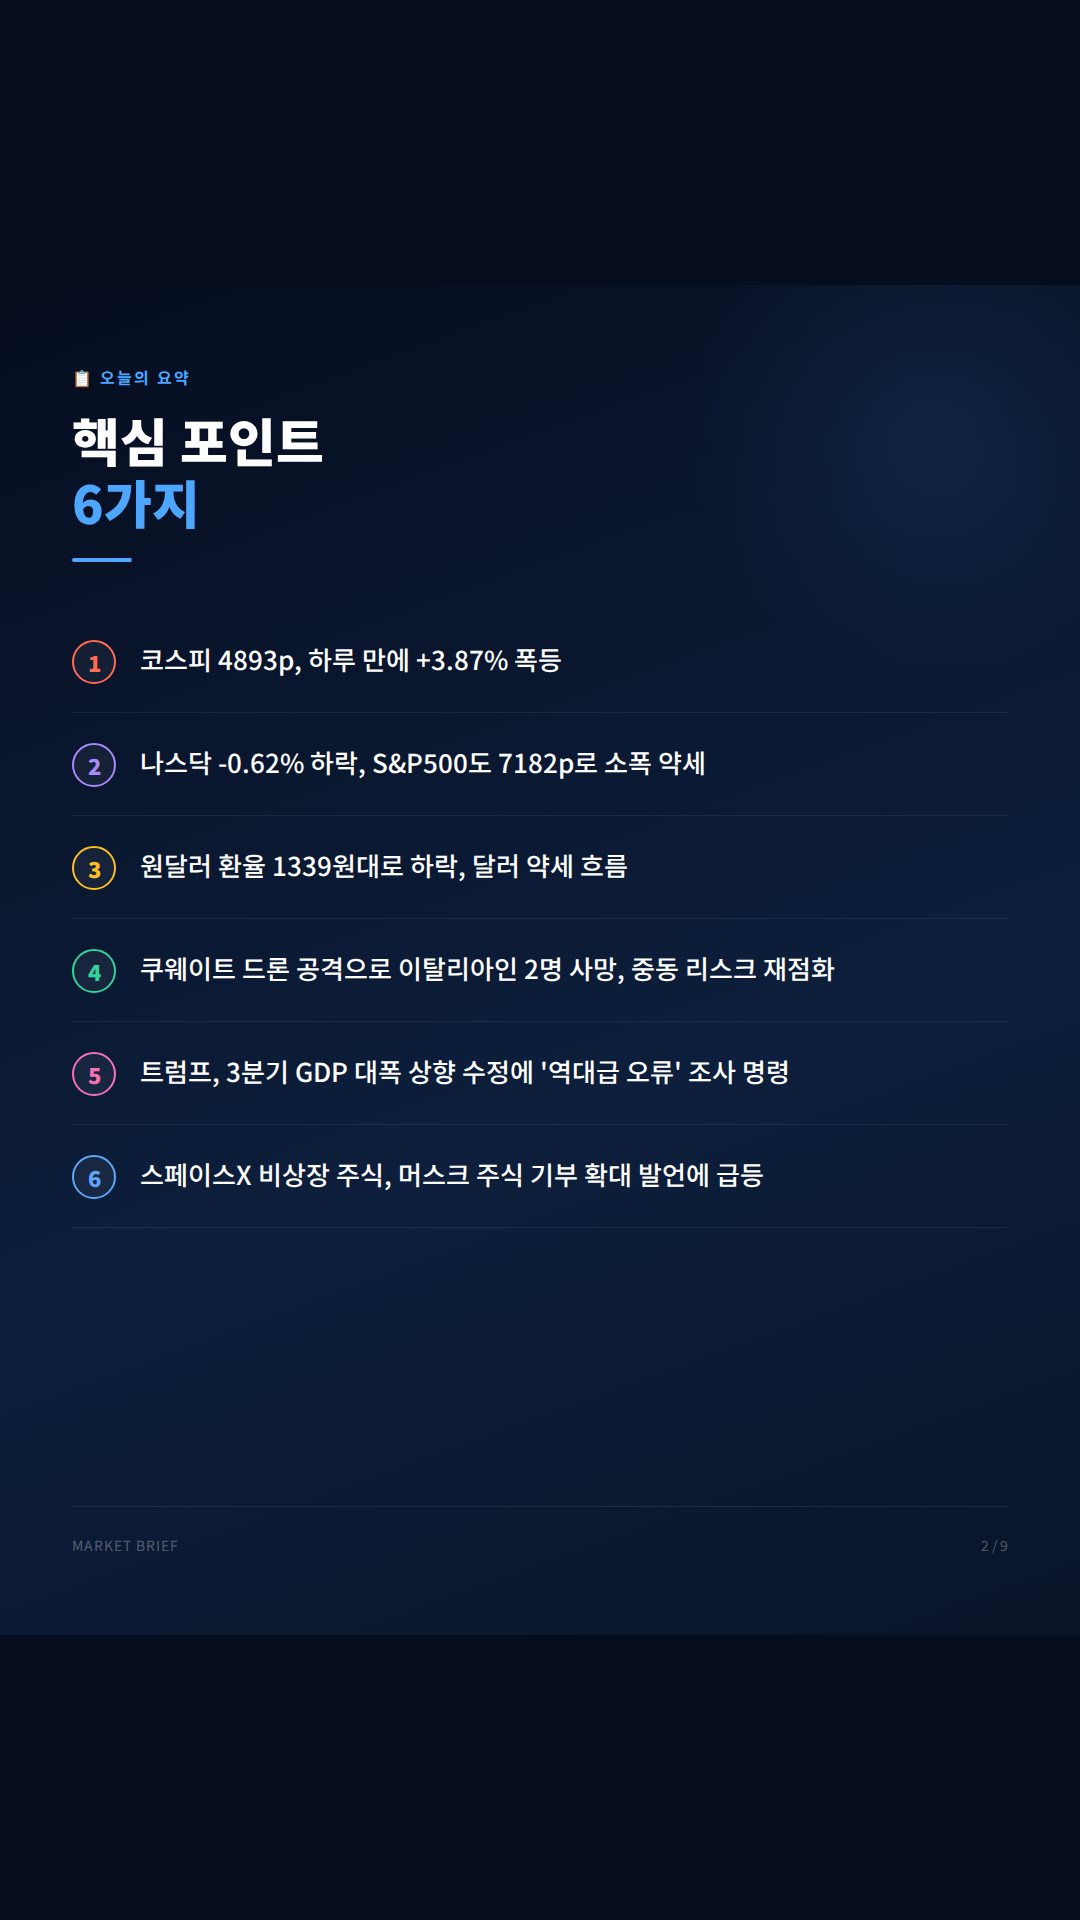 📋 오늘의 요약
핵심 포인트
6가지
1 코스피 4893p, 하루 만에 +3.87% 폭등
2 나스닥 -0.62% 하락, S&P500도 7182p로 소폭 약세
3 원달러 환율 1339원대로 하락, 달러 약세 흐름
4 쿠웨이트 드론 공격으로 이탈리아인 2명 사망, 중동 리스크 재점화
5 트럼프, 3분기 GDP 대폭 상향 수정에 '역대급 오류' 조사 명령
6 스페이스X 비상장 주식, 머스크 주식 기부 확대 발언에 급등
MARKET BRIEF 2 / 9